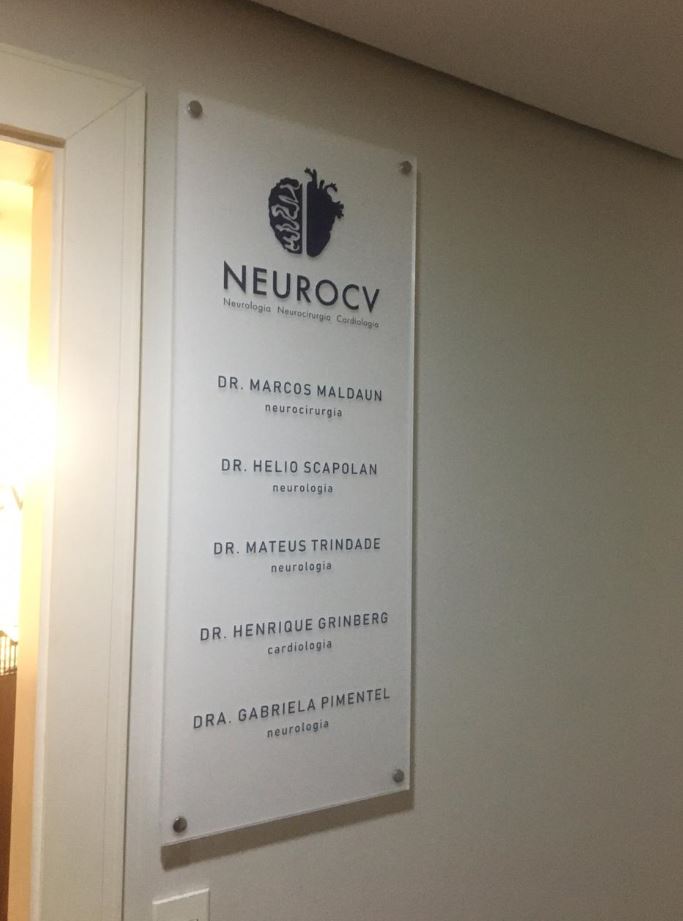 NEUROCV
Neurologia Neurocirurgia Cardiologia
DR. MARCOS MALDAUN
neurocirurgia
DR. HELIO SCAPOLAN
neurologia
DR. MATEUS TRINDADE
neurologia
DR. HENRIQUE GRINBERG
cardiologia
DRA. GABRIELA PIMENTEL
neurologia